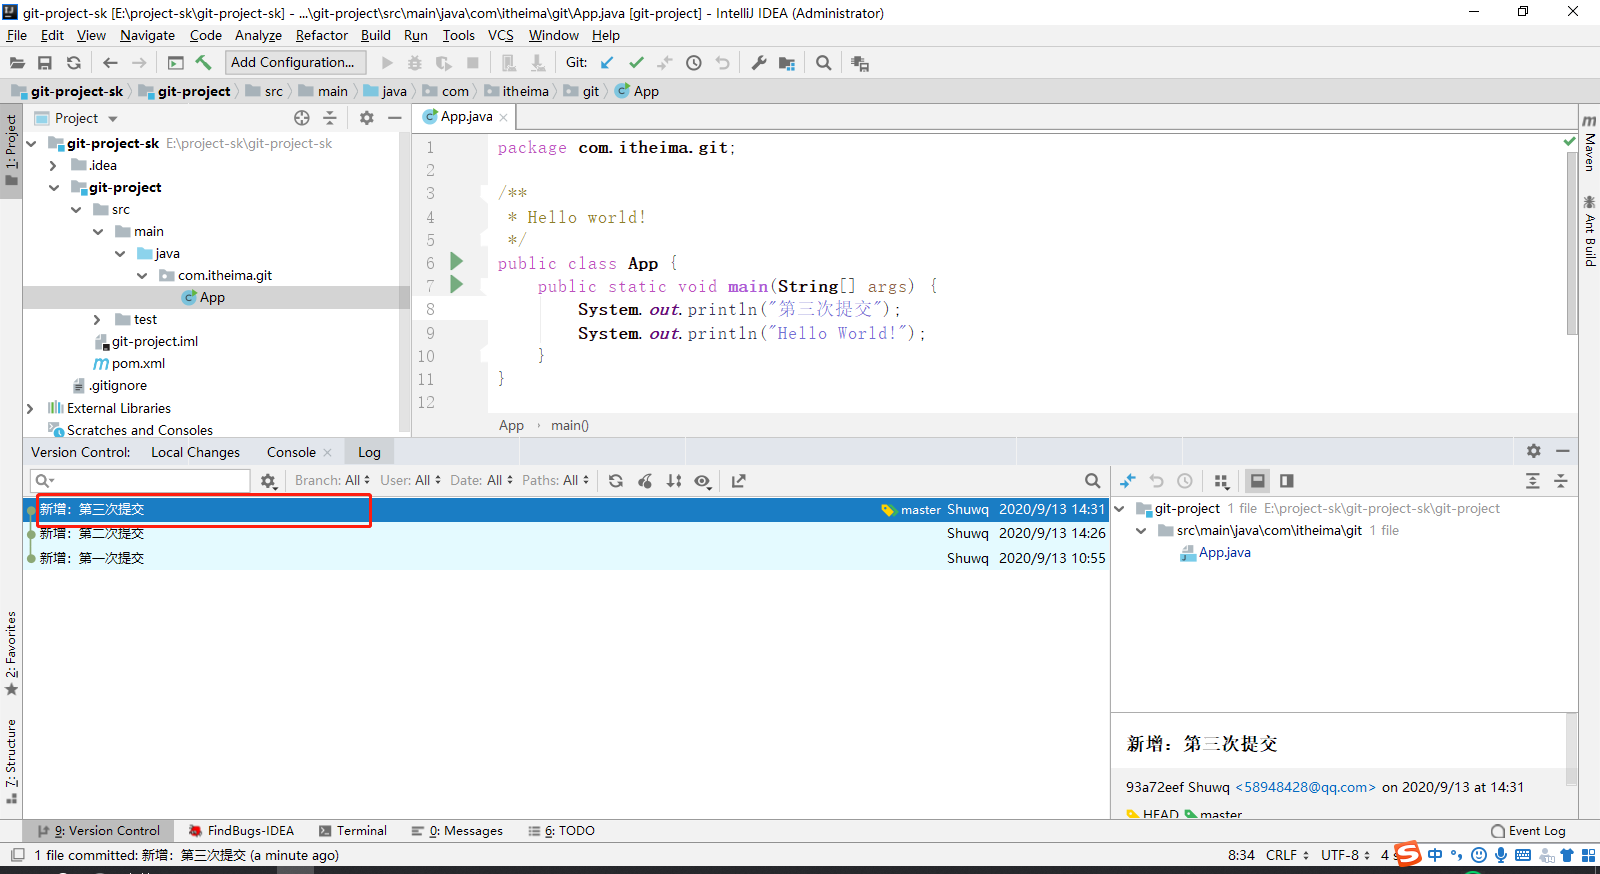 git-project-sk [E:\project-sk\git-project-sk] - ...\git-project\src\main\java\com\itheima\git\App.java [git-project] - IntelliJ IDEA (Administrator)
File Edit View Navigate Code Analyze Refactor Build Run Tools VCS Window Help
Add Configuration... Git:
git-project-sk git-project src main java com itheima git App
1: Project
Project
git-project-sk E:\project-sk\git-project-sk
.idea
git-project
src
main
java
com.itheima.git
App
test
git-project.iml
pom.xml
.gitignore
External Libraries
Scratches and Consoles
App.java
1 package com.itheima.git;
2
3 /**
4 * Hello world!
5 */
6 public class App {
7 public static void main(String[] args) {
8 System.out.println("第三次提交");
9 System.out.println("Hello World!");
10 }
11 }
12
App › main()
Maven
Ant Build
Version Control: Local Changes Console Log
Branch: All User: All Date: All Paths: All
新增：第三次提交 master Shuwq 2020/9/13 14:31
新增：第二次提交 Shuwq 2020/9/13 14:26
新增：第一次提交 Shuwq 2020/9/13 10:55
git-project 1 file E:\project-sk\git-project-sk\git-project
src\main\java\com\itheima\git 1 file
App.java
新增：第三次提交
93a72eef Shuwq <58948428@qq.com> on 2020/9/13 at 14:31
HEAD master
2: Favorites
7: Structure
9: Version Control FindBugs-IDEA Terminal 0: Messages 6: TODO Event Log
1 file committed: 新增：第三次提交 (a minute ago) 8:34 CRLF UTF-8 4 s 中